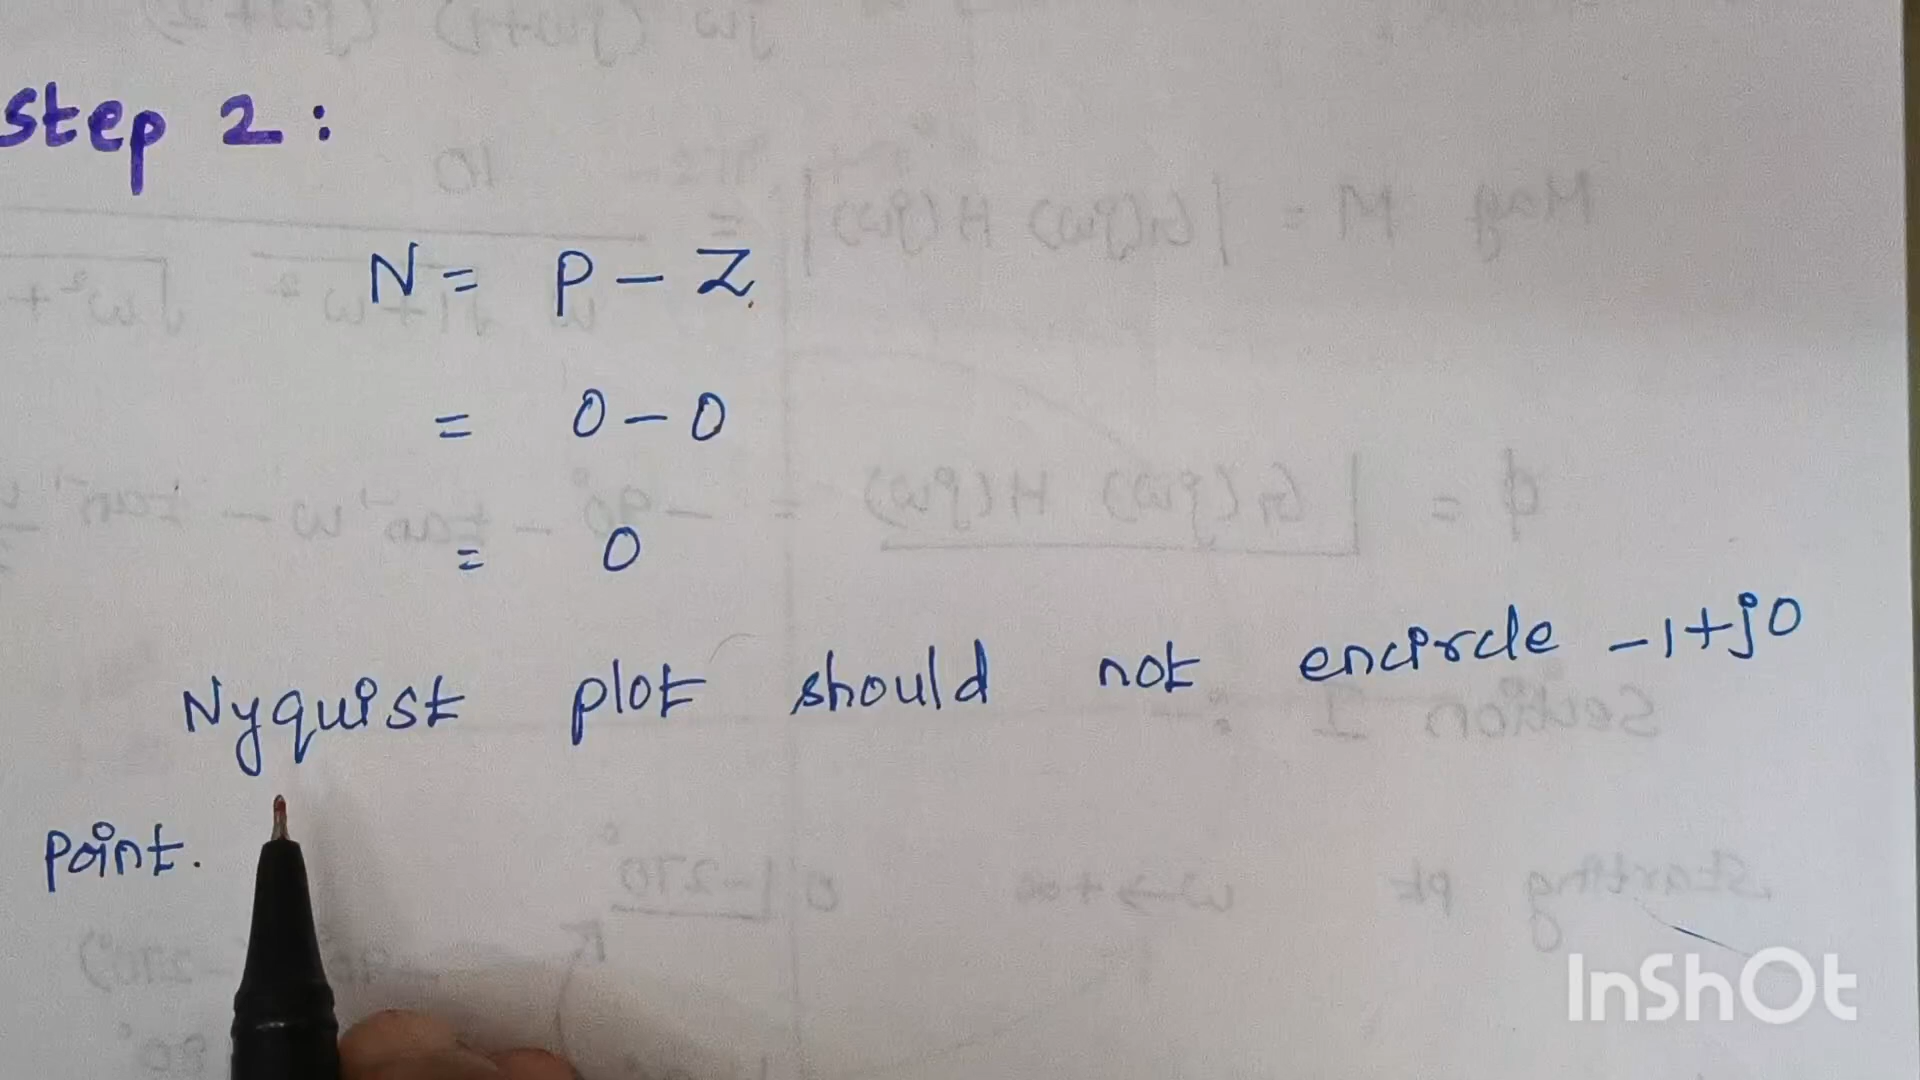 Step 2:
N = P - Z
= 0 - 0
= 0
Nyquist plot should not encircle -1+j0
point.
InShOt